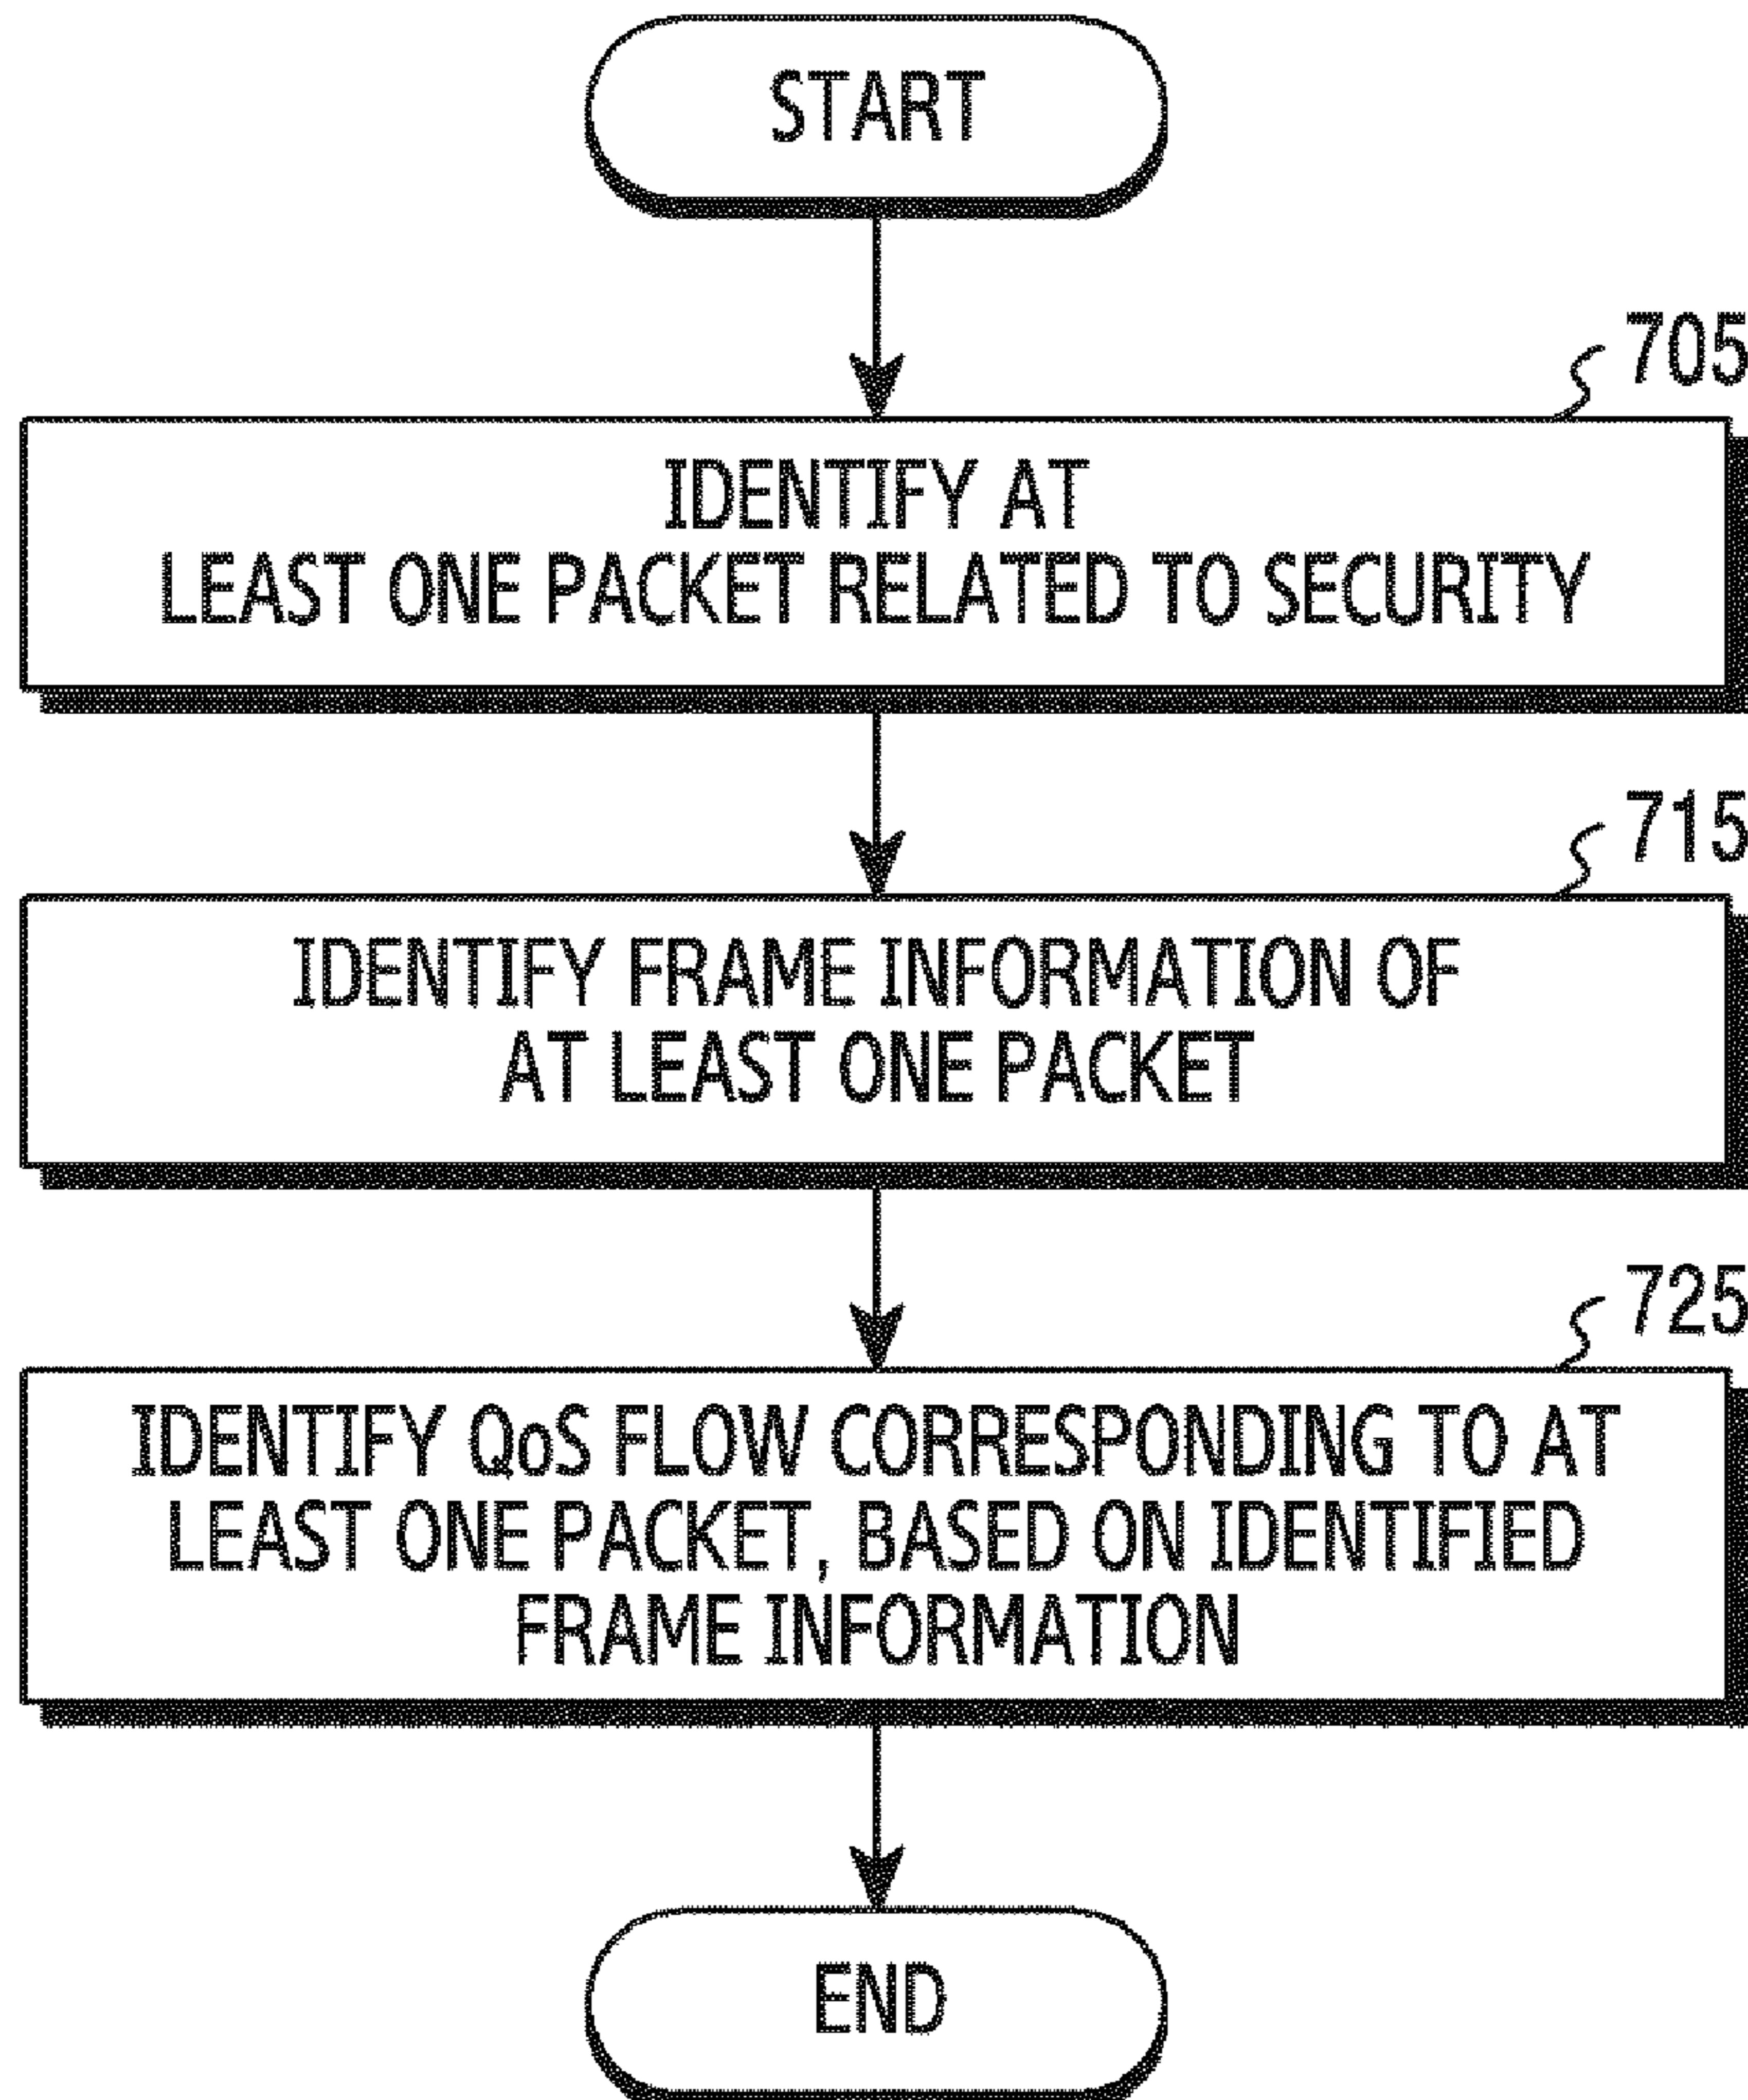 START
705
IDENTIFY AT
LEAST ONE PACKET RELATED TO SECURITY
715
IDENTIFY FRAME INFORMATION OF
AT LEAST ONE PACKET
725
IDENTIFY QoS FLOW CORRESPONDING TO AT
LEAST ONE PACKET, BASED ON IDENTIFIED
FRAME INFORMATION
END